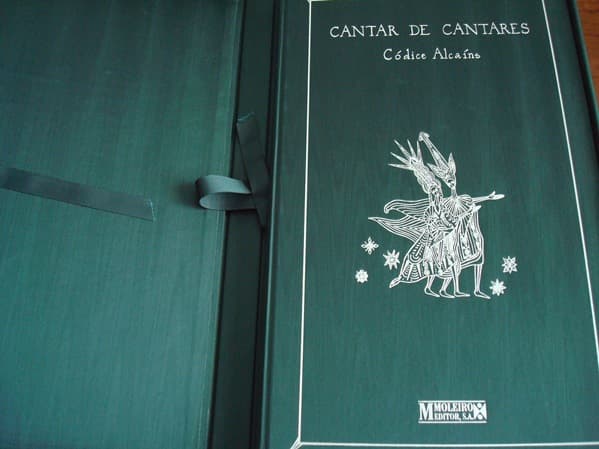 CANTAR DE CANTARES
Códice Alcaíns
M MOLEIRO
EDITOR, S.A.